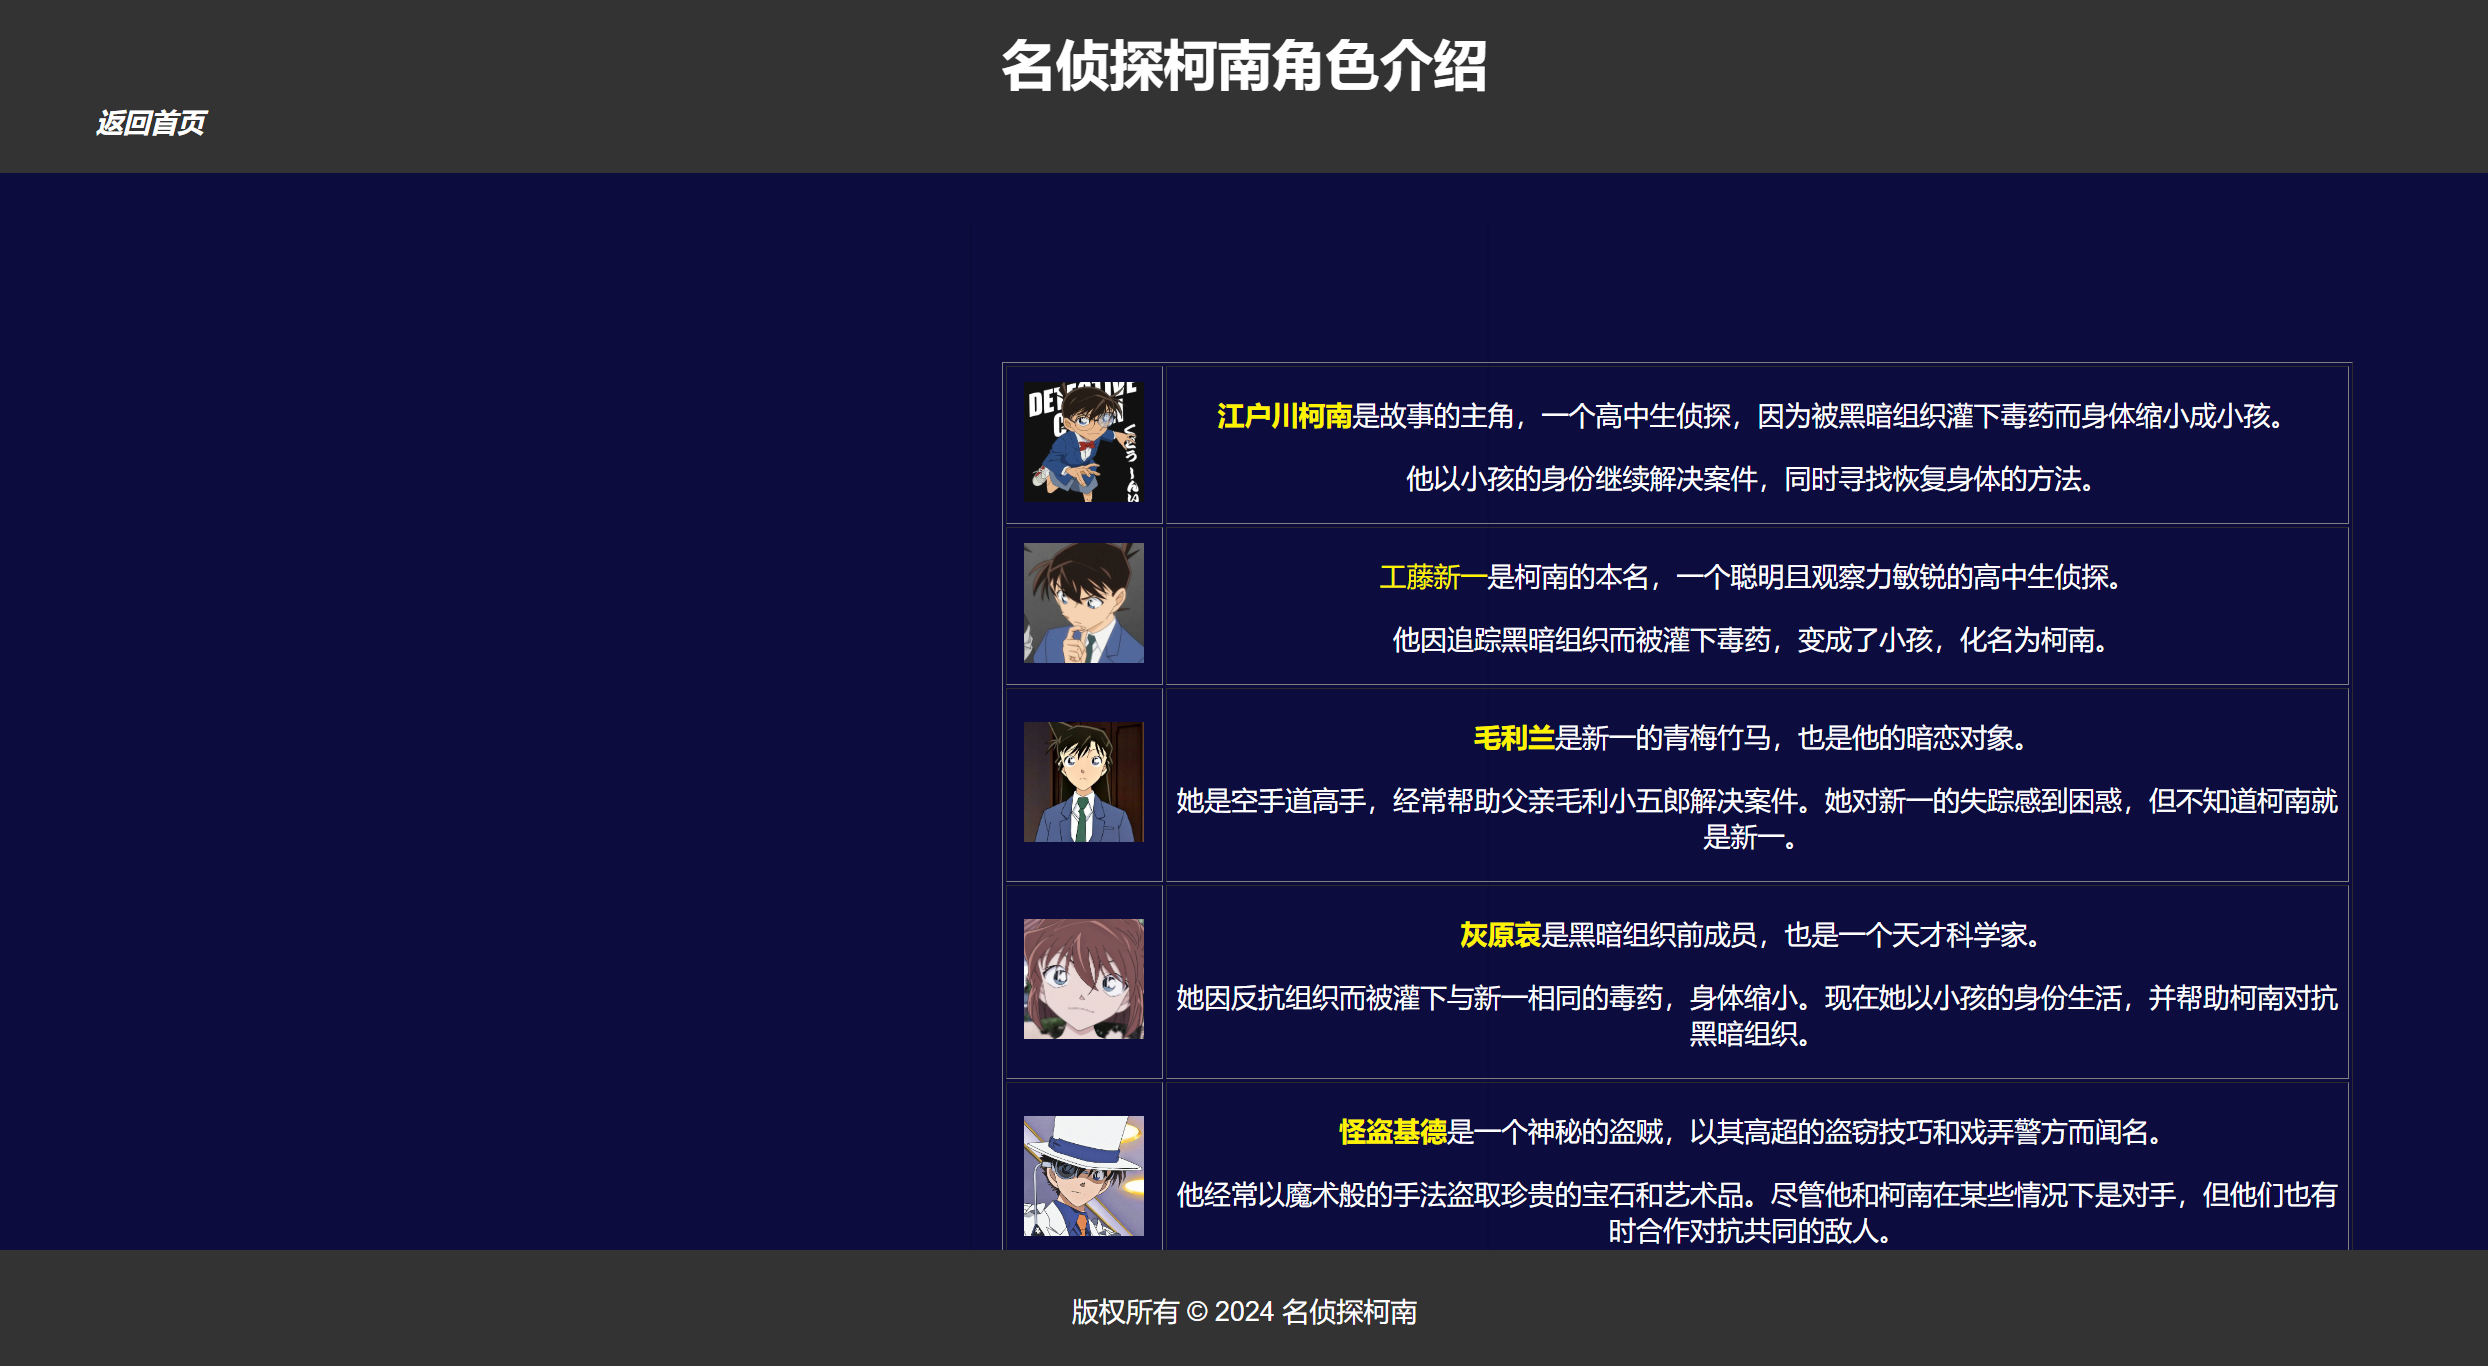 名侦探柯南角色介绍
返回首页
DETECTIVE
江户川柯南是故事的主角，一个高中生侦探，因为被黑暗组织灌下毒药而身体缩小成小孩。
他以小孩的身份继续解决案件，同时寻找恢复身体的方法。
工藤新一是柯南的本名，一个聪明且观察力敏锐的高中生侦探。
他因追踪黑暗组织而被灌下毒药，变成了小孩，化名为柯南。
毛利兰是新一的青梅竹马，也是他的暗恋对象。
她是空手道高手，经常帮助父亲毛利小五郎解决案件。她对新一的失踪感到困惑，但不知道柯南就
是新一。
灰原哀是黑暗组织前成员，也是一个天才科学家。
她因反抗组织而被灌下与新一相同的毒药，身体缩小。现在她以小孩的身份生活，并帮助柯南对抗
黑暗组织。
怪盗基德是一个神秘的盗贼，以其高超的盗窃技巧和戏弄警方而闻名。
他经常以魔术般的手法盗取珍贵的宝石和艺术品。尽管他和柯南在某些情况下是对手，但他们也有
时合作对抗共同的敌人。
版权所有 © 2024 名侦探柯南